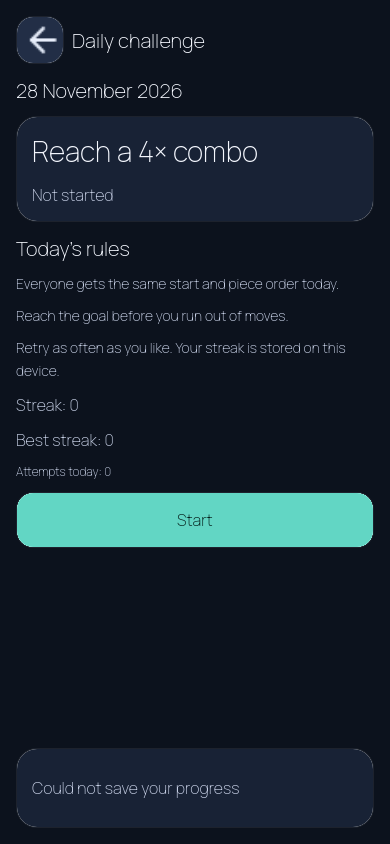 Daily challenge
28 November 2026
Reach a 4× combo
Not started
Today's rules
Everyone gets the same start and piece order today.
Reach the goal before you run out of moves.
Retry as often as you like. Your streak is stored on this
device.
Streak: 0
Best streak: 0
Attempts today: 0
Start
Could not save your progress